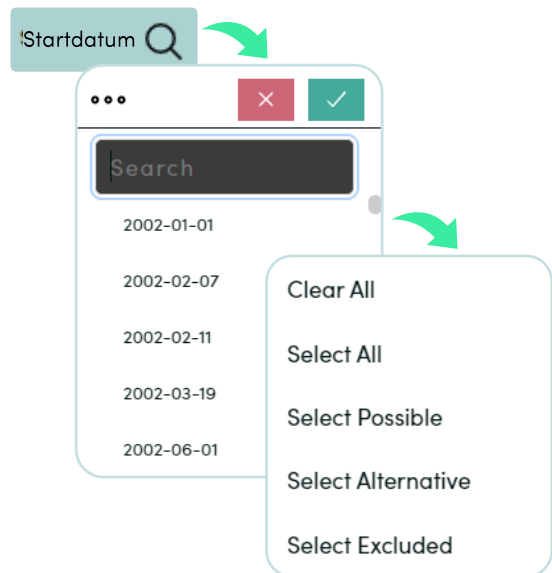 Startdatum
Search
2002-01-01
2002-02-07
2002-02-11
2002-03-19
2002-06-01
Clear All
Select All
Select Possible
Select Alternative
Select Excluded